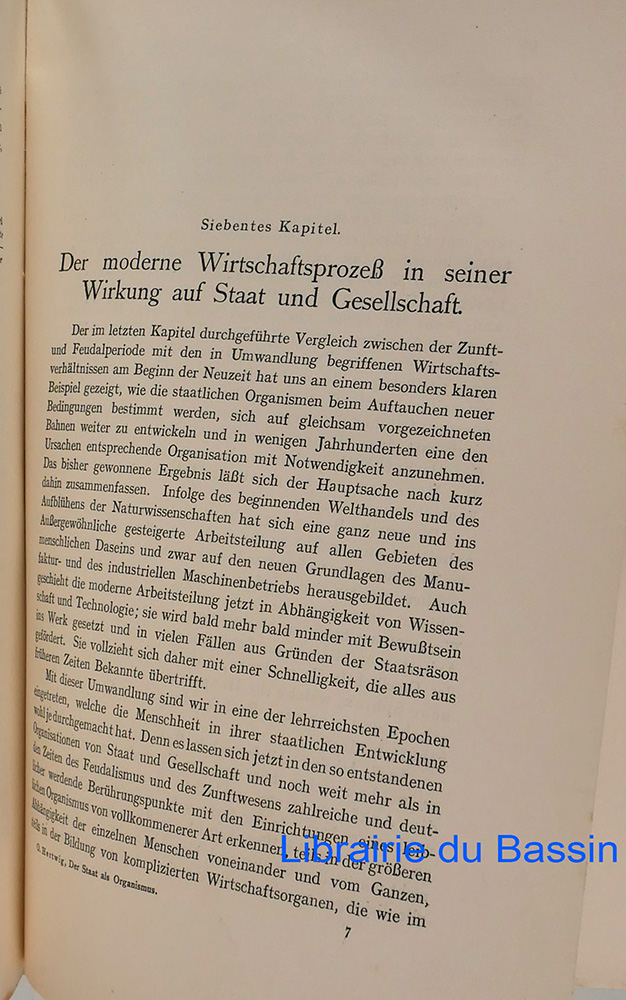 Siebentes Kapitel.
Der moderne Wirtschaftsprozeß in seiner
Wirkung auf Staat und Gesellschaft.
Der im letzten Kapitel durchgeführte Vergleich zwischen der Zunft-
und Feudalperiode mit den in Umwandlung begriffenen Wirtschafts-
verhältnissen am Beginn der Neuzeit hat uns an einem besonders klaren
Beispiel gezeigt, wie die staatlichen Organismen beim Auftauchen neuer
Bedingungen bestimmt werden, sich auf gleichsam vorgezeichneten
Bahnen weiter zu entwickeln und in wenigen Jahrhunderten eine den
Ursachen entsprechende Organisation mit Notwendigkeit anzunehmen.
Das bisher gewonnene Ergebnis läßt sich der Hauptsache nach kurz
dahin zusammenfassen. Infolge des beginnenden Welthandels und des
Aufblühens der Naturwissenschaften hat sich eine ganz neue und ins
Außergewöhnliche gesteigerte Arbeitsteilung auf allen Gebieten des
menschlichen Daseins und zwar auf den neuen Grundlagen des Manu-
faktur- und des industriellen Maschinenbetriebs herausgebildet. Auch
geschieht die moderne Arbeitsteilung jetzt in Abhängigkeit von Wissen-
schaft und Technologie; sie wird bald mehr bald minder mit Bewußtsein
ins Werk gesetzt und in vielen Fällen aus Gründen der Staatsräson
gefördert. Sie vollzieht sich daher mit einer Schnelligkeit, die alles aus
früheren Zeiten Bekannte übertrifft.
Mit dieser Umwandlung sind wir in eine der lehrreichsten Epochen
eingetreten, welche die Menschheit in ihrer staatlichen Entwicklung
wohl je durchgemacht hat. Denn es lassen sich jetzt in den so entstandenen
Organisationen von Staat und Gesellschaft und noch weit mehr als in
den Zeiten des Feudalismus und des Zunftwesens zahlreiche und deut-
licher werdende Berührungspunkte mit den Einrichtungen eines leib-
lichen Organismus von vollkommenerer Art erkennen, teils in der größeren
Abhängigkeit der einzelnen Menschen voneinander und vom Ganzen,
teils in der Bildung von komplizierten Wirtschaftsorganen, die wie im
O. Hertwig, Der Staat als Organismus.
7
Librairie du Bassin